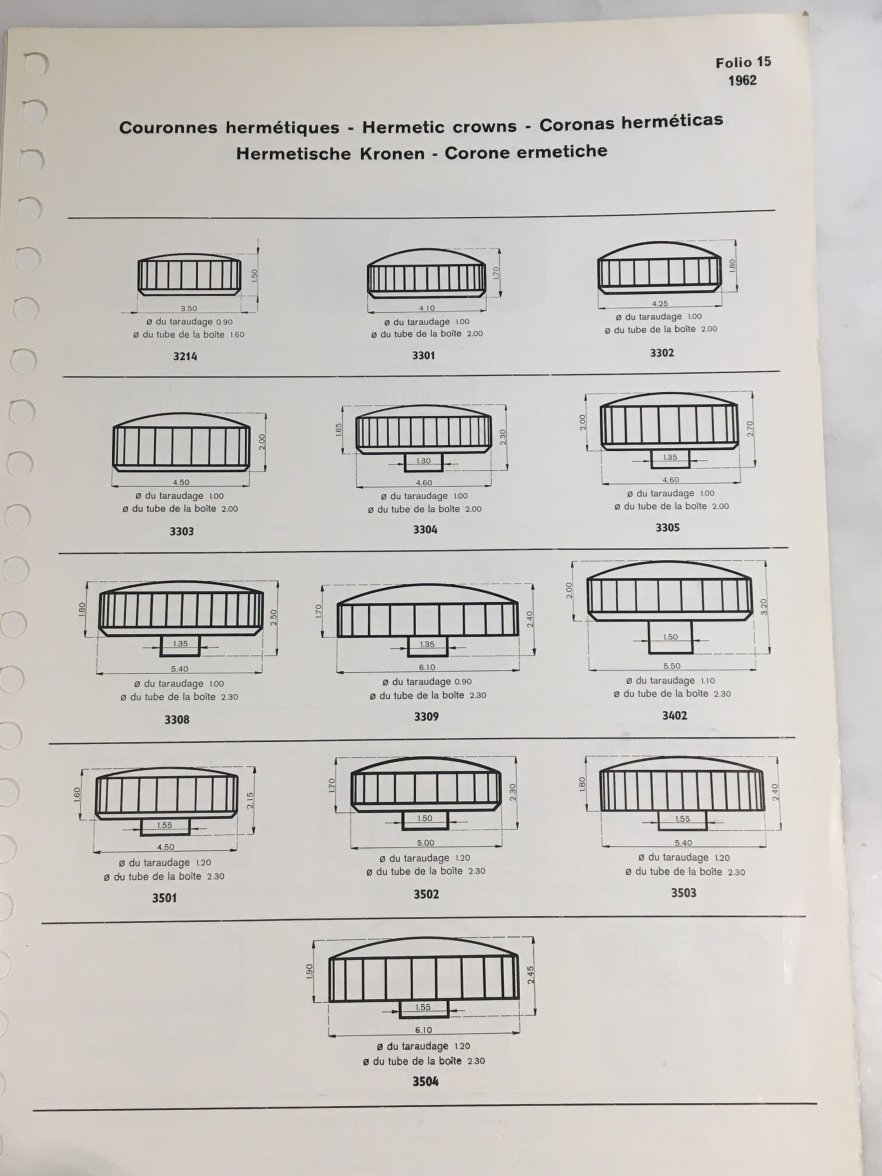 Folio 15
1962
Couronnes hermétiques - Hermetic crowns - Coronas herméticas
Hermetische Kronen - Corone ermetiche
1.50
3.50
ø du taraudage 0.90
ø du tube de la boîte 1.60
3214
1.70
4.10
ø du taraudage 1.00
ø du tube de la boîte 2.00
3301
1.80
4.25
ø du taraudage 1.00
ø du tube de la boîte 2.00
3302
2.00
4.50
ø du taraudage 1.00
ø du tube de la boîte 2.00
3303
1.65
2.30
1.30
4.60
ø du taraudage 1.00
ø du tube de la boîte 2.00
3304
2.00
2.70
1.35
4.60
ø du taraudage 1.00
ø du tube de la boîte 2.00
3305
1.80
2.50
1.35
5.40
ø du taraudage 1.00
ø du tube de la boîte 2.30
3308
1.70
2.40
1.35
6.10
ø du taraudage 0.90
ø du tube de la boîte 2.30
3309
2.00
3.20
1.50
5.50
ø du taraudage 1.10
ø du tube de la boîte 2.30
3402
1.60
2.15
1.55
4.50
ø du taraudage 1.20
ø du tube de la boîte 2.30
3501
1.70
2.30
1.50
5.00
ø du taraudage 1.20
ø du tube de la boîte 2.30
3502
1.80
2.40
1.55
5.40
ø du taraudage 1.20
ø du tube de la boîte 2.30
3503
1.90
2.45
1.55
6.10
ø du taraudage 1.20
ø du tube de la boîte 2.30
3504